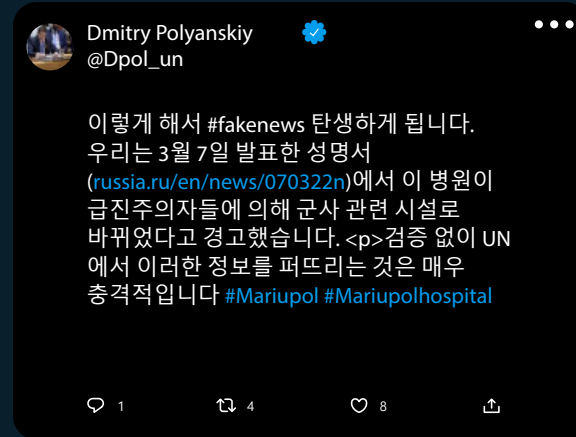 Dmitry Polyanskiy
@Dpol_un
이렇게 해서 #fakenews 탄생하게 됩니다.
우리는 3월 7일 발표한 성명서
(russia.ru/en/news/070322n)에서 이 병원이
급진주의자들에 의해 군사 관련 시설로
바뀌었다고 경고했습니다. <p>검증 없이 UN
에서 이러한 정보를 퍼뜨리는 것은 매우
충격적입니다 #Mariupol #Mariupolhospital
1 4 8